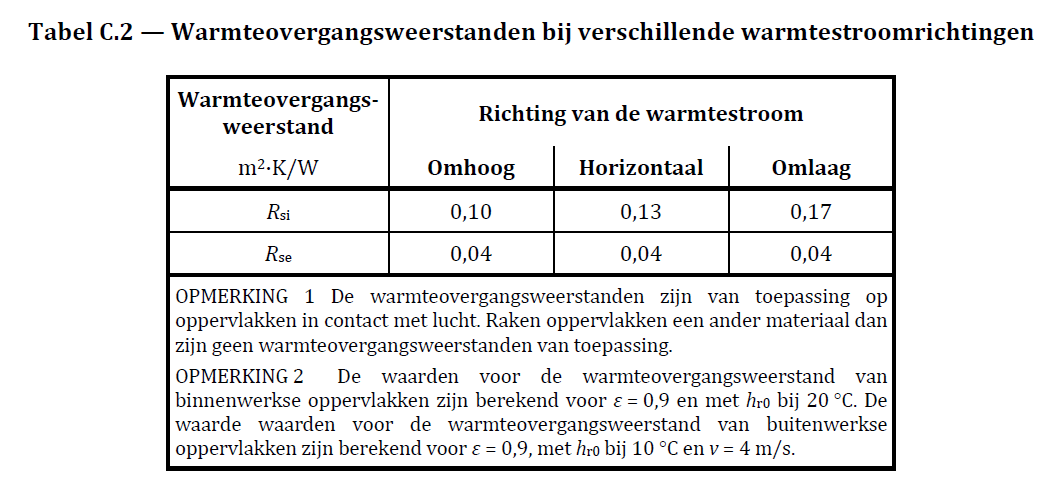 Tabel C.2 — Warmteovergangsweerstanden bij verschillende warmtestroomrichtingen
Warmteovergangs-
weerstand
m²·K/W
Richting van de warmtestroom
Omhoog Horizontaal Omlaag
Rsi 0,10 0,13 0,17
Rse 0,04 0,04 0,04
OPMERKING 1 De warmteovergangsweerstanden zijn van toepassing op
oppervlakken in contact met lucht. Raken oppervlakken een ander materiaal dan
zijn geen warmteovergangsweerstanden van toepassing.
OPMERKING 2 De waarden voor de warmteovergangsweerstand van
binnenwerkse oppervlakken zijn berekend voor ε = 0,9 en met hr0 bij 20 °C. De
waarde waarden voor de warmteovergangsweerstand van buitenwerkse
oppervlakken zijn berekend voor ε = 0,9, met hr0 bij 10 °C en v = 4 m/s.